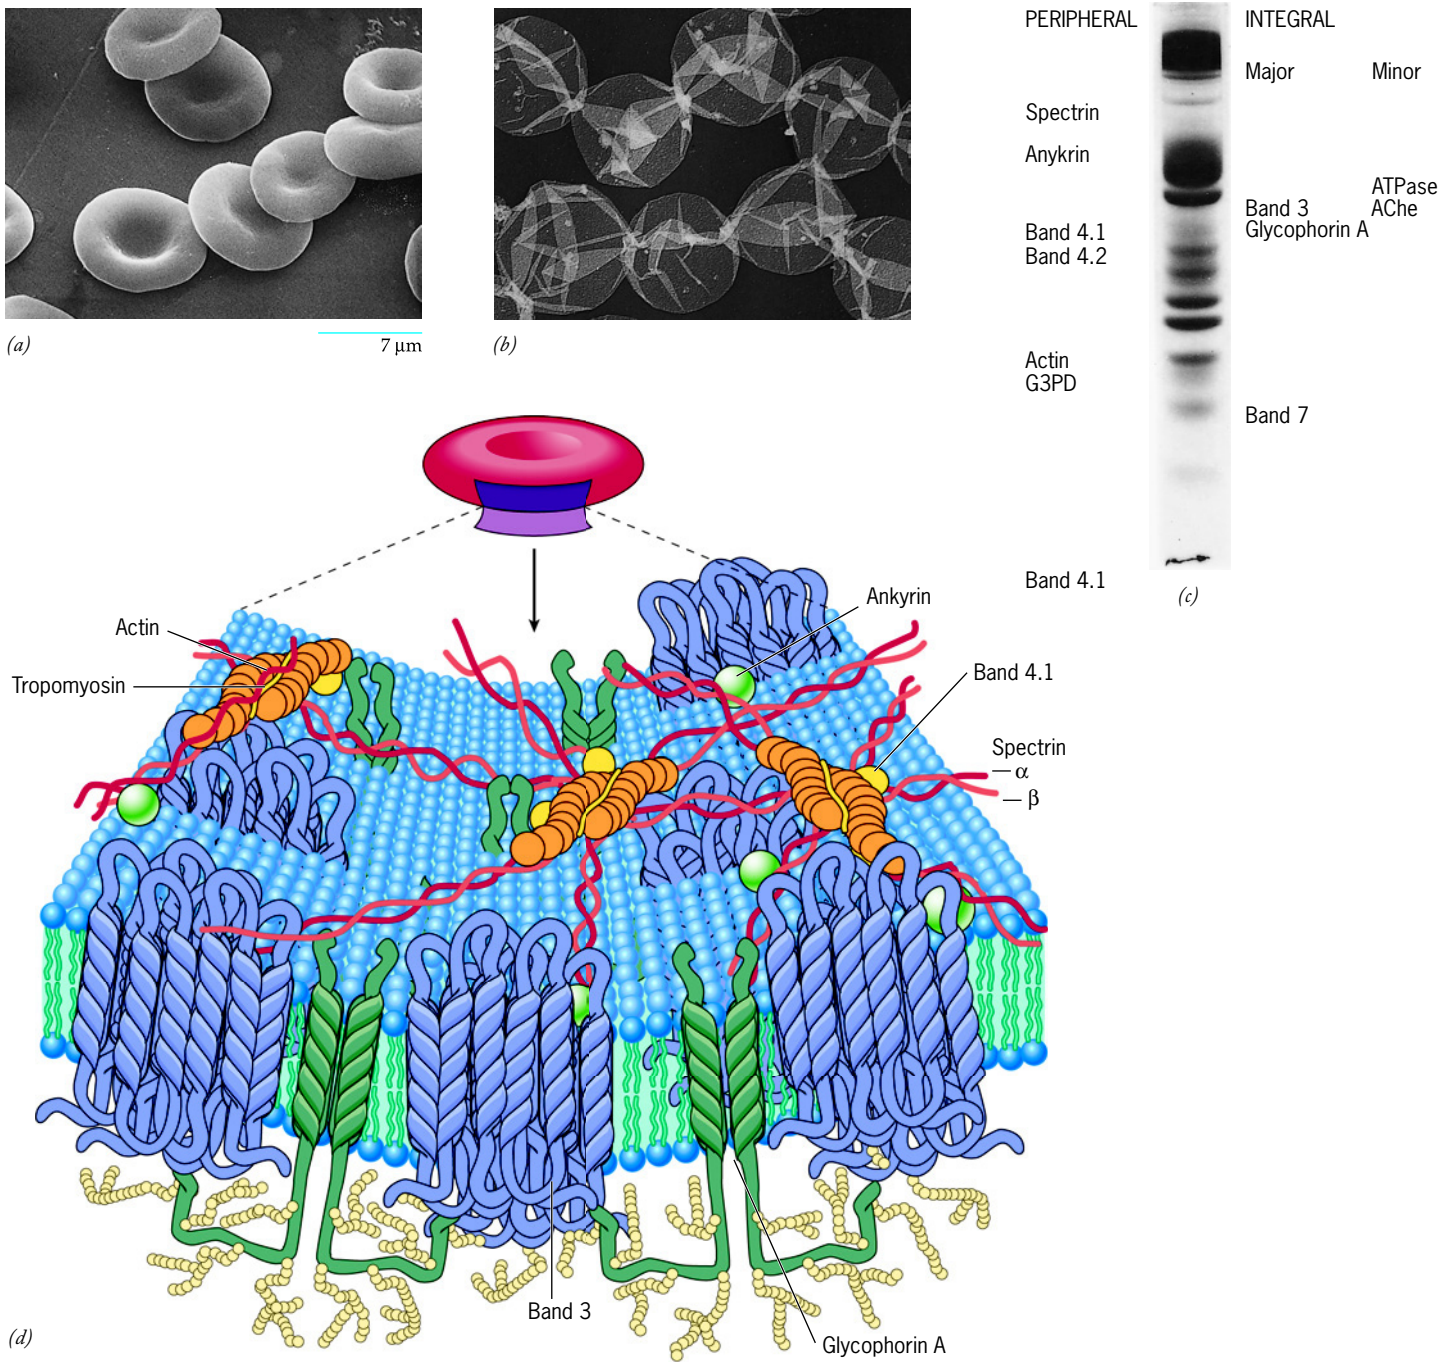 (a)
7 µm
(b)
PERIPHERAL
INTEGRAL
Major
Minor
Spectrin
Anykrin
ATPase
Band 3
AChe
Glycophorin A
Band 4.1
Band 4.2
Actin
G3PD
Band 7
Band 4.1
(c)
Ankyrin
Actin
Tropomyosin
Band 4.1
Spectrin
α
β
Band 3
Glycophorin A
(d)